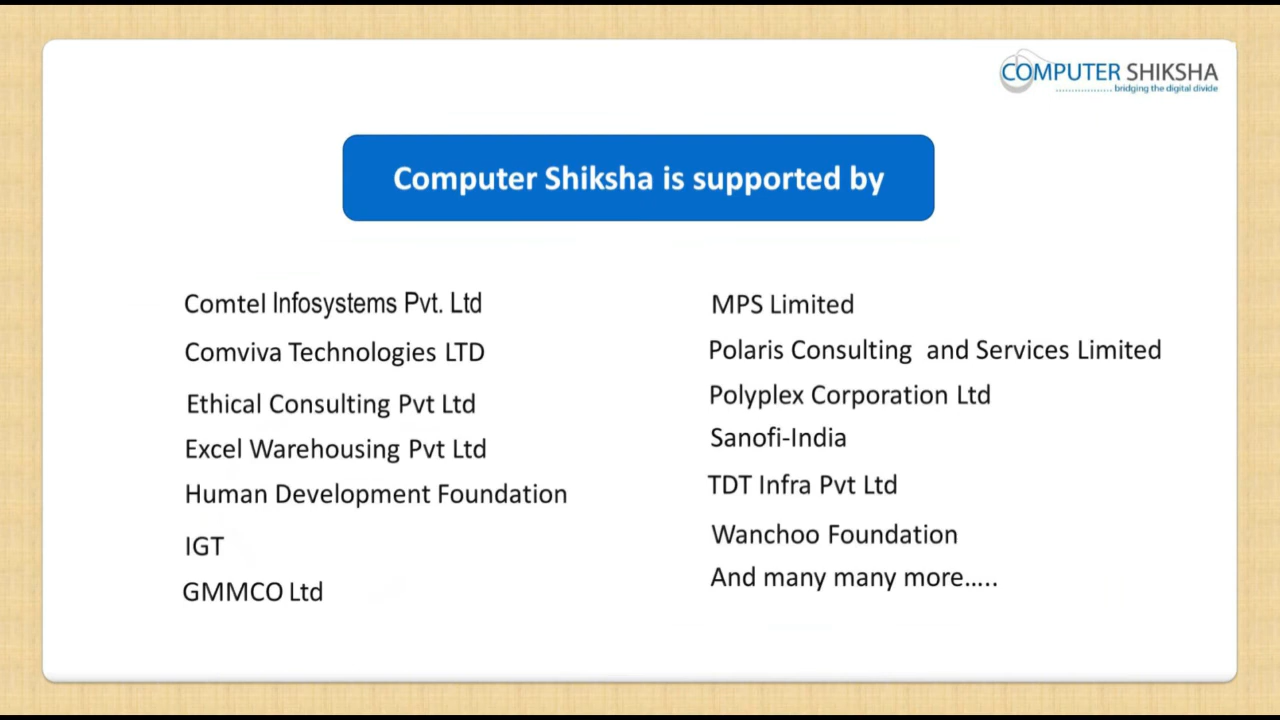 COMPUTER SHIKSHA
.............. bridging the digital divide
Computer Shiksha is supported by
Comtel Infosystems Pvt. Ltd
Comviva Technologies LTD
Ethical Consulting Pvt Ltd
Excel Warehousing Pvt Ltd
Human Development Foundation
IGT
GMMCO Ltd
MPS Limited
Polaris Consulting  and Services Limited
Polyplex Corporation Ltd
Sanofi-India
TDT Infra Pvt Ltd
Wanchoo Foundation
And many many more.....